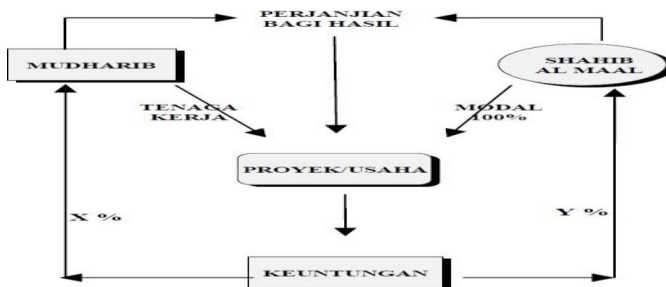 PERJANJIAN
BAGI HASIL
MUDHARIB
SHAHIB
AL MAAL
TENAGA
KERJA
MODAL
100%
PROYEK/USAHA
X %
Y %
KEUNTUNGAN